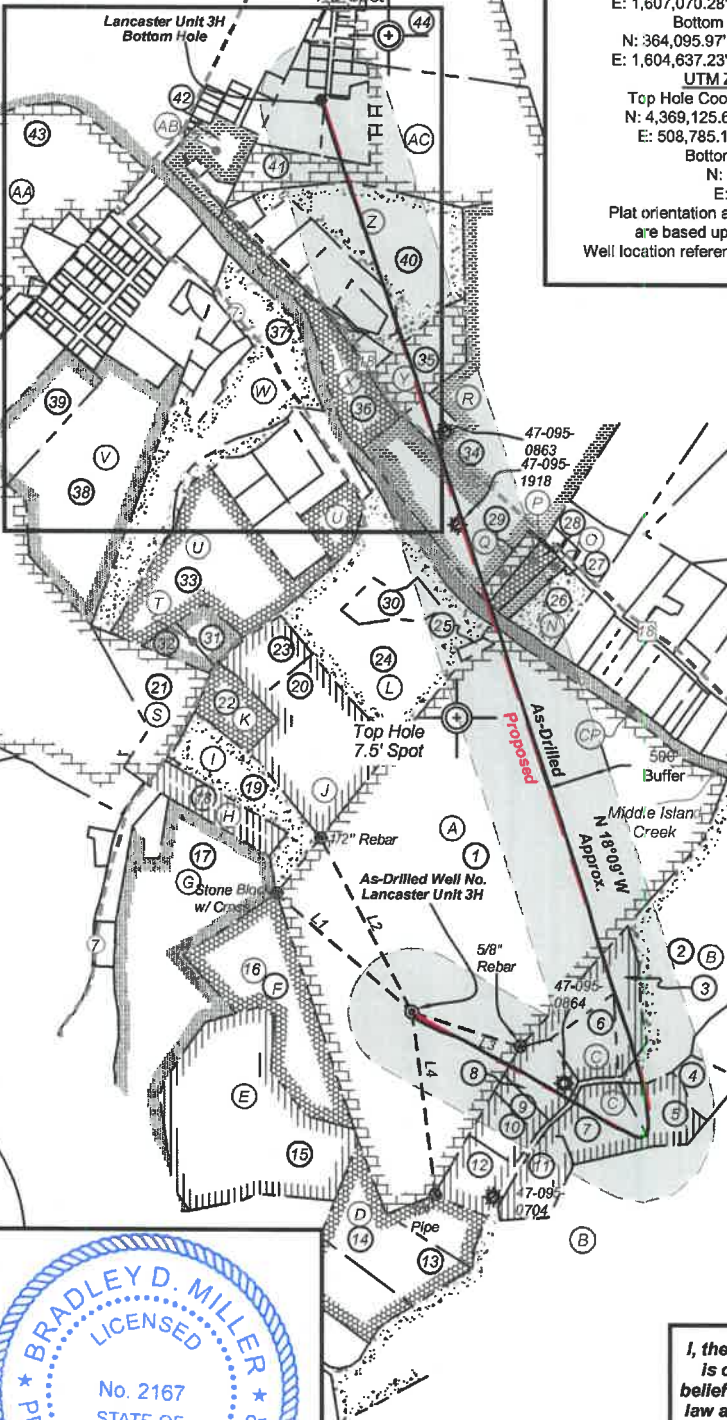 Lancaster Unit 3H
Bottom Hole
44
42
AB
43
41
AC
AA
Z
40
E: 1,607,070.28'
Bottom
N: 364,095.97'
E: 1,604,637.23'
UTM Z
Top Hole Coo
N: 4,369,125.6
E: 508,785.1
Bottom
N:
E:
Plat orientation a
are based up
Well location referen
7
37
35
X
Y
39
W
36
R
V
34
47-095-
0863
47-095-
1918
38
P
28
O
29
27
Q
U
U
33
26
T
30
N
25
31
32
23
24
18
21
20
L
S
22
K
Top Hole
7.5' Spot
As-Drilled
Proposed
CP
500'
Buffer
I
19
J
Middle Island
Creek
18
H
N 18°09' W
Approx.
1/2" Rebar
A
1
17
G
Stone Block
w/ Cross
As-Drilled Well No.
Lancaster Unit 3H
L1
L2
7
5/8"
Rebar
2
B
3
16
F
47-095-
0864
6
C
8
4
E
L4
9
C
5
10
7
15
12
11
47-095-
0704
D
14
Pipe
B
13
BRADLEY D. MILLER
LICENSED
No. 2167
STATE OF
I, the
is c
belief
law a